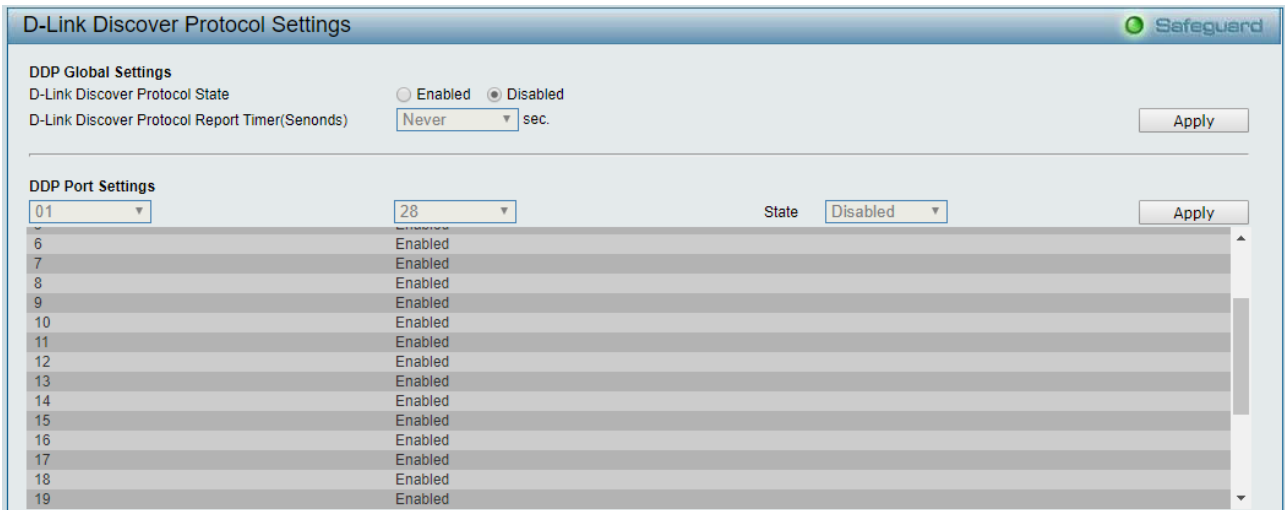 D-Link Discover Protocol Settings
Safeguard
DDP Global Settings
D-Link Discover Protocol State Enabled Disabled
D-Link Discover Protocol Report Timer(Senonds) Never sec.
Apply
DDP Port Settings
01 28 State Disabled Apply
6 Enabled
7 Enabled
8 Enabled
9 Enabled
10 Enabled
11 Enabled
12 Enabled
13 Enabled
14 Enabled
15 Enabled
16 Enabled
17 Enabled
18 Enabled
19 Enabled